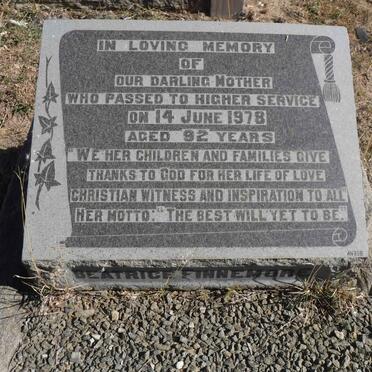 IN LOVING MEMORY
OF
OUR DARLING MOTHER
WHO PASSED TO HIGHER SERVICE
ON 14 JUNE 1978
AGED 92 YEARS
"WE HER CHILDREN AND FAMILIES GIVE
THANKS TO GOD FOR HER LIFE OF LOVE
CHRISTIAN WITNESS AND INSPIRATION TO ALL"
HER MOTTO: "THE BEST WILL YET TO BE."
BEATRICE